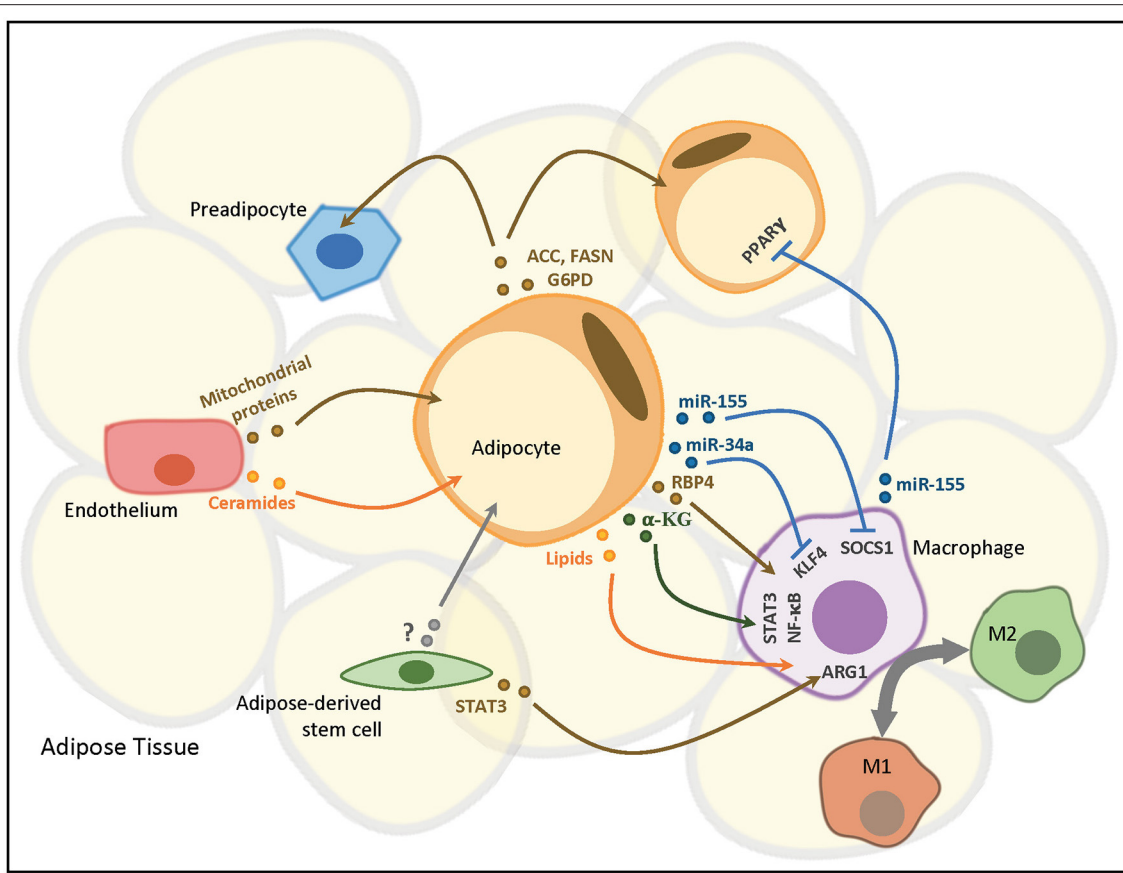 Preadipocyte
ACC, FASN
G6PD
PPARγ
Mitochondrial
proteins
Adipocyte
miR-155
miR-34a
RBP4
α-KG
Lipids
Ceramides
Endothelium
miR-155
KLF4
SOCS1
Macrophage
STAT3
NF-κB
ARG1
M2
M1
?
STAT3
Adipose-derived
stem cell
Adipose Tissue